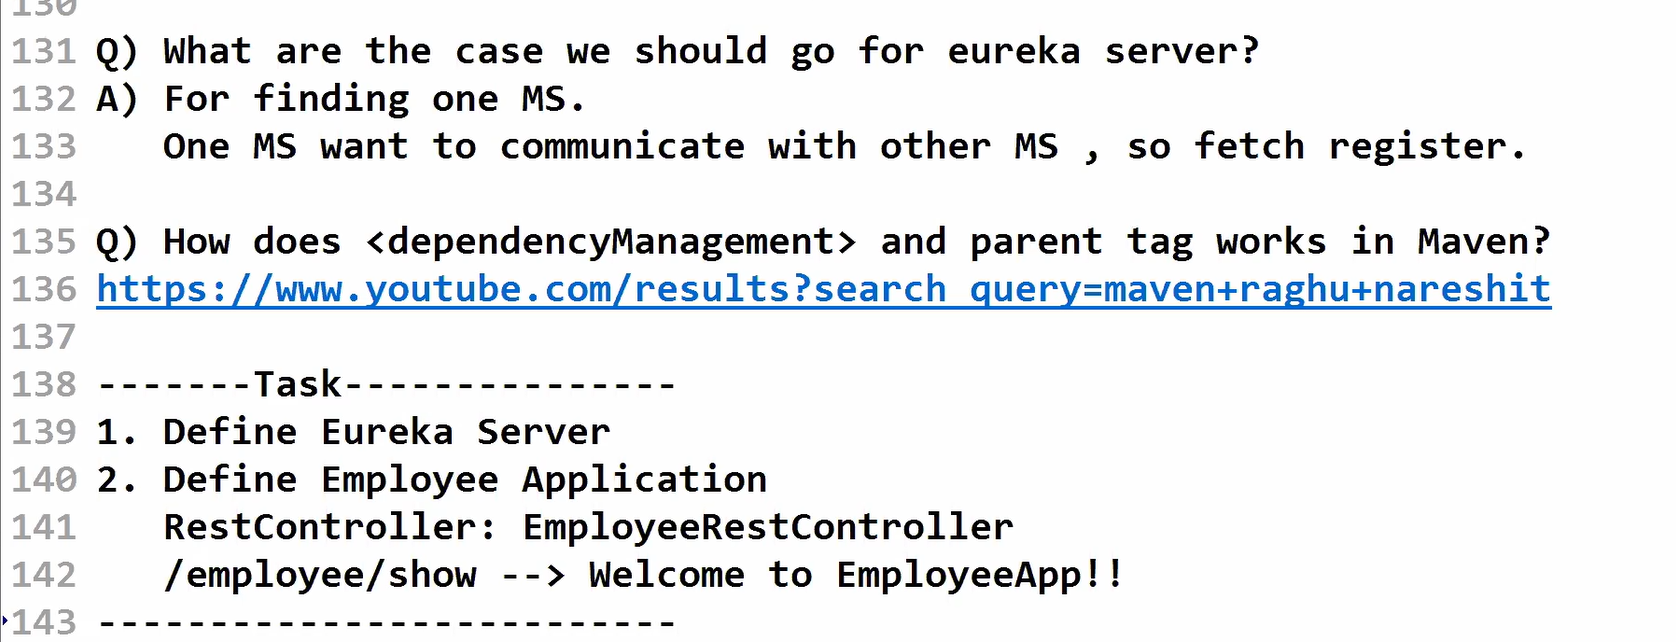 130
131 Q) What are the case we should go for eureka server?
132 A) For finding one MS.
133    One MS want to communicate with other MS , so fetch register.
134
135 Q) How does <dependencyManagement> and parent tag works in Maven?
136 https://www.youtube.com/results?search_query=maven+raghu+nareshit
137
138 -------Task---------------
139 1. Define Eureka Server
140 2. Define Employee Application
141    RestController: EmployeeRestController
142    /employee/show --> Welcome to EmployeeApp!!
143 --------------------------